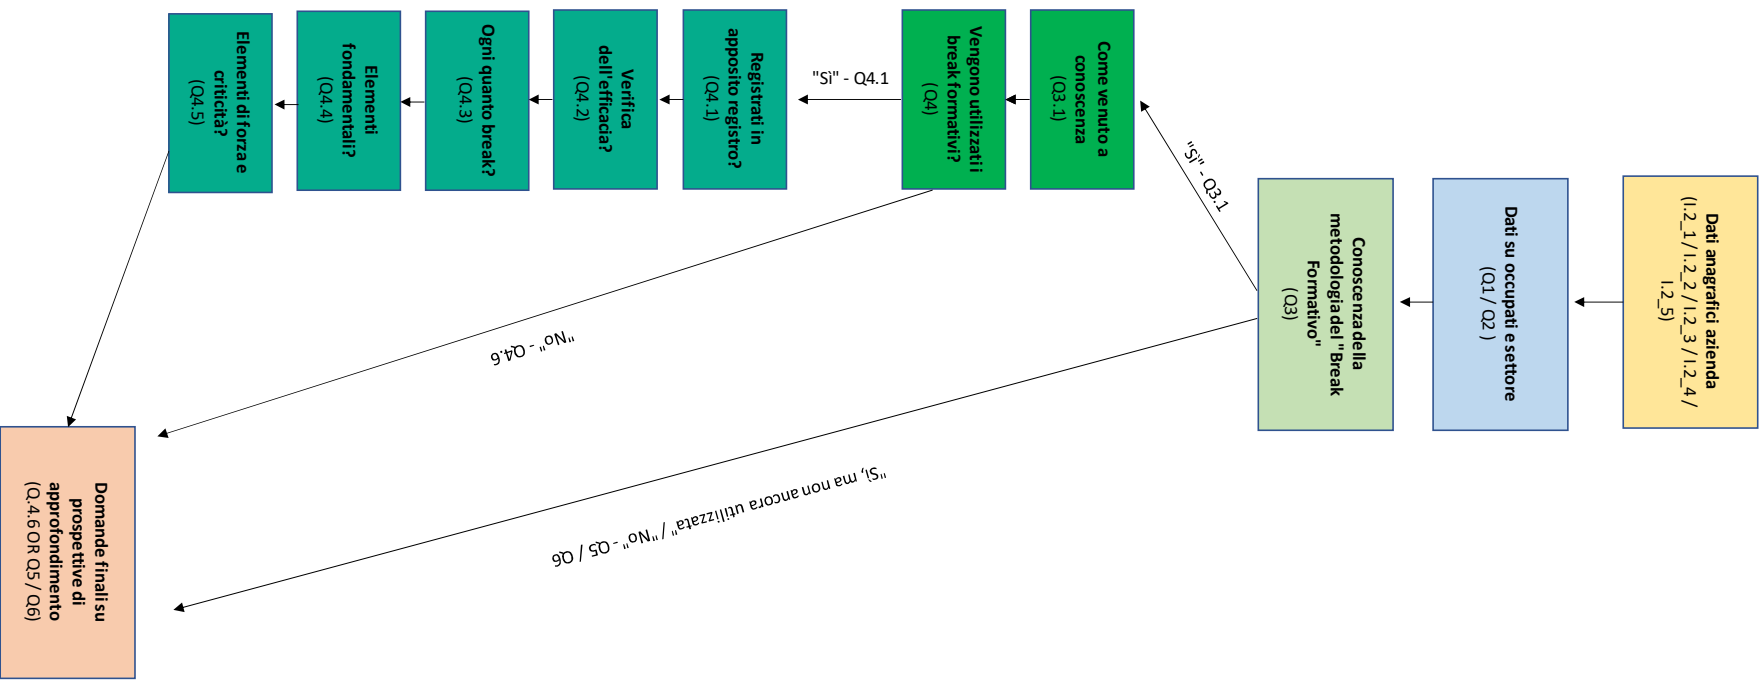 Dati anagrafici azienda
(I.2_1 / I.2_2 / I.2_3 / I.2_4 /
I.2_5)
Dati su occupati e settore
(Q1 / Q2 )
Conoscenza della
metodologia del "Break
Formativo"
(Q3)
"Sì" - Q3.1
Come venuto a
conoscenza
(Q3.1)
Vengono utilizzati i
break formativi?
(Q4)
"Sì" - Q4.1
Registrati in
apposito registro?
(Q4.1)
Verifica
dell'efficacia?
(Q4.2)
Ogni quanto break?
(Q4.3)
Elementi
fondamentali?
(Q4.4)
Elementi di forza e
criticità?
(Q4.5)
"No" - Q4.6
"Sì, ma non ancora utilizzata" / "No" - Q5 / Q6
Domande finali su
prospettive di
approfondimento
(Q.4.6 OR Q5 / Q6)